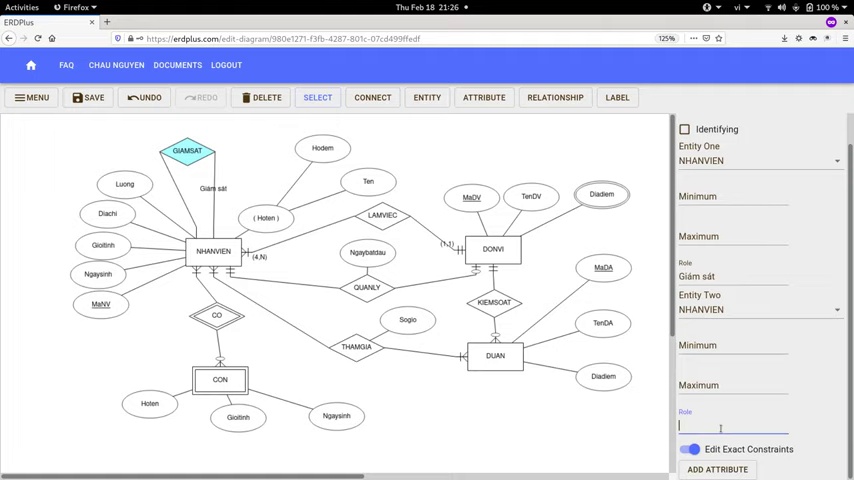 Activities
Firefox
Thu Feb 18 21:26
vi
100 %
ERDPlus
https://erdplus.com/edit-diagram/980e1271-f3fb-4287-801c-07cd499ffedf
125%
FAQ
CHAU NGUYEN
DOCUMENTS
LOGOUT
MENU
SAVE
UNDO
REDO
DELETE
SELECT
CONNECT
ENTITY
ATTRIBUTE
RELATIONSHIP
LABEL
GIAMSAT
Hodem
Giám sát
Luong
Ten
Diachi
( Hoten )
LAMVIEC
MaDV
TenDV
Diadiem
Gioitinh
NHANVIEN
(4,N)
(1,1)
DONVI
Ngaybatdau
Ngaysinh
MaDA
QUANLY
MaNV
KIEMSOAT
CO
Sogio
TenDA
THAMGIA
DUAN
CON
Diadiem
Hoten
Gioitinh
Ngaysinh
Identifying
Entity One
NHANVIEN
Minimum
Maximum
Role
Giám sát
Entity Two
NHANVIEN
Minimum
Maximum
Role
Edit Exact Constraints
ADD ATTRIBUTE